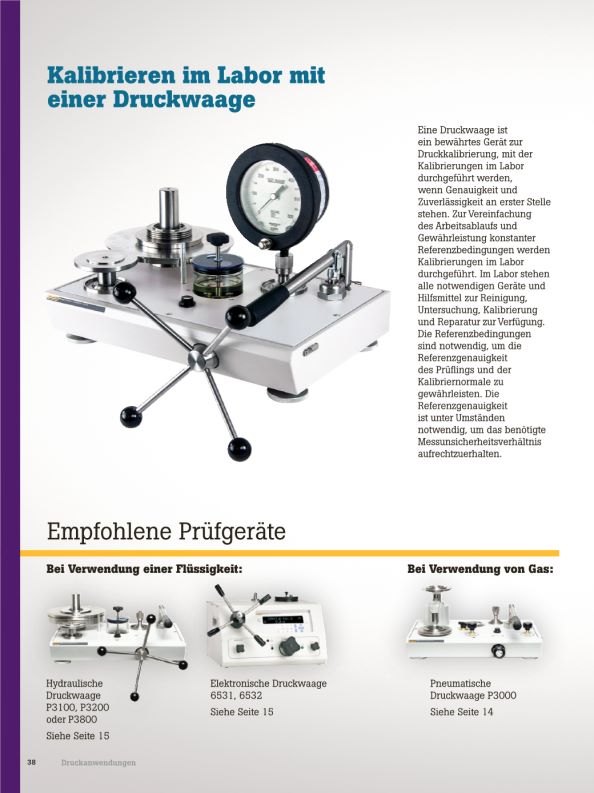 Kalibrieren im Labor mit
einer Druckwaage
Eine Druckwaage ist
ein bewährtes Gerät zur
Druckkalibrierung, mit der
Kalibrierungen im Labor
durchgeführt werden,
wenn Genauigkeit und
Zuverlässigkeit an erster Stelle
stehen. Zur Vereinfachung
des Arbeitsablaufs und
Gewährleistung konstanter
Referenzbedingungen werden
Kalibrierungen im Labor
durchgeführt. Im Labor stehen
alle notwendigen Geräte und
Hilfsmittel zur Reinigung,
Untersuchung, Kalibrierung
und Reparatur zur Verfügung.
Die Referenzbedingungen
sind notwendig, um die
Referenzgenauigkeit
des Prüflings und der
Kalibriernormale zu
gewährleisten. Die
Referenzgenauigkeit
ist unter Umständen
notwendig, um das benötigte
Messunsicherheitsverhältnis
aufrechtzuerhalten.
Empfohlene Prüfgeräte
Bei Verwendung einer Flüssigkeit:
Bei Verwendung von Gas:
Hydraulische
Druckwaage
P3100, P3200
oder P3800
Siehe Seite 15
Elektronische Druckwaage
6531, 6532
Siehe Seite 15
Pneumatische
Druckwaage P3000
Siehe Seite 14
38
Druckanwendungen